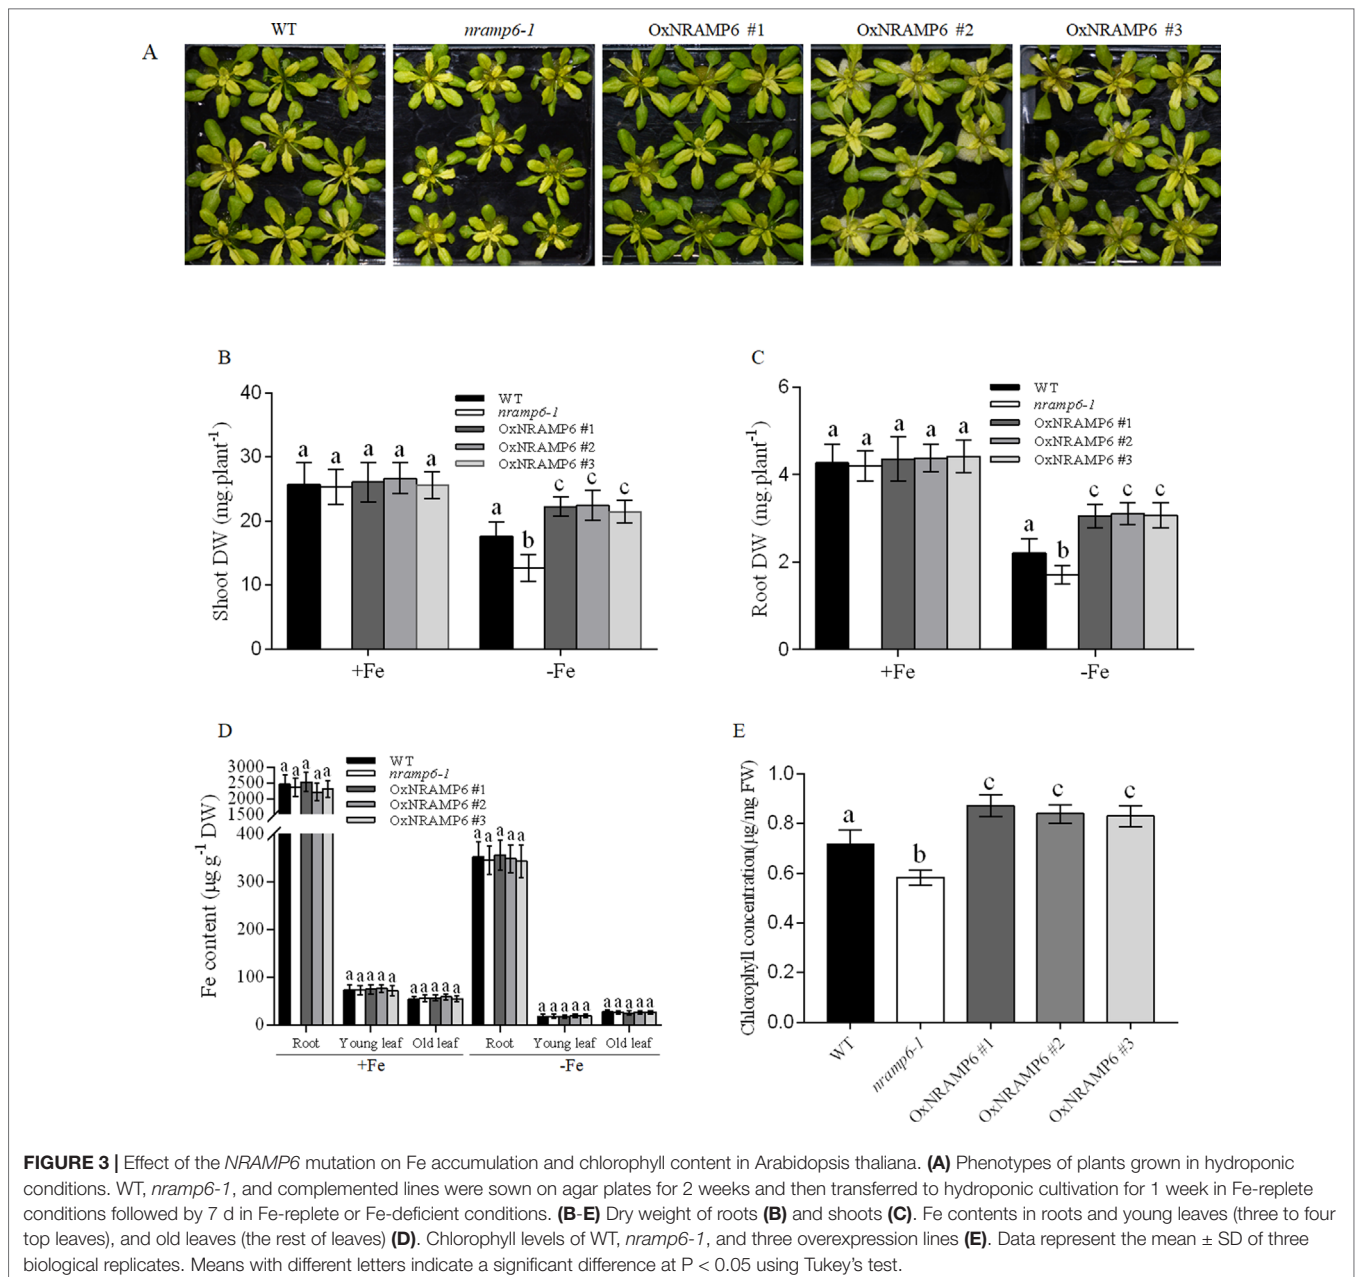 WT nramp6-1 OxNRAMP6 #1 OxNRAMP6 #2 OxNRAMP6 #3
A
B
Shoot DW (mg.plant-1)
40
30
20
10
0
WT
nramp6-1
OxNRAMP6 #1
OxNRAMP6 #2
OxNRAMP6 #3
a a a a a
a b c c c
+Fe -Fe
C
Root DW (mg.plant-1)
6
4
2
0
WT
nramp6-1
OxNRAMP6 #1
OxNRAMP6 #2
OxNRAMP6 #3
a a a a a
a b c c c
+Fe -Fe
D
Fe content (µg g-1 DW)
3000
2500
2000
1500
400
300
200
100
0
WT
nramp6-1
OxNRAMP6 #1
OxNRAMP6 #2
OxNRAMP6 #3
a a a a a
a a a a a
a a a a a
a a a a a
a a a a a
a a a a a
Root Young leaf Old leaf Root Young leaf Old leaf
+Fe -Fe
E
Chlorophyll concentration(µg/mg FW)
1.0
0.8
0.6
0.4
0.2
0.0
a b c c c
WT nramp6-1 OxNRAMP6 #1 OxNRAMP6 #2 OxNRAMP6 #3
FIGURE 3 | Effect of the NRAMP6 mutation on Fe accumulation and chlorophyll content in Arabidopsis thaliana. (A) Phenotypes of plants grown in hydroponic
conditions. WT, nramp6-1, and complemented lines were sown on agar plates for 2 weeks and then transferred to hydroponic cultivation for 1 week in Fe-replete
conditions followed by 7 d in Fe-replete or Fe-deficient conditions. (B-E) Dry weight of roots (B) and shoots (C). Fe contents in roots and young leaves (three to four
top leaves), and old leaves (the rest of leaves) (D). Chlorophyll levels of WT, nramp6-1, and three overexpression lines (E). Data represent the mean ± SD of three
biological replicates. Means with different letters indicate a significant difference at P < 0.05 using Tukey's test.